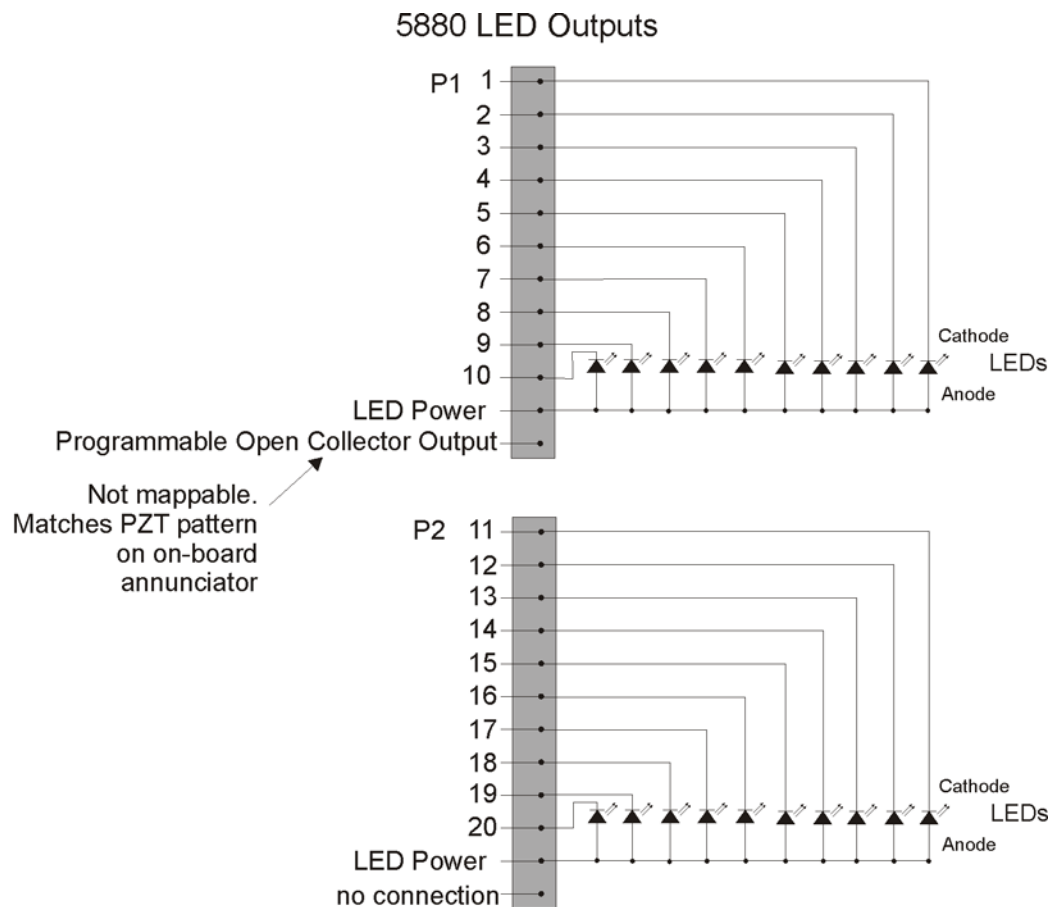 5880 LED Outputs
P1 1
2
3
4
5
6
7
8
9
10
Cathode
LEDs
Anode
LED Power
Programmable Open Collector Output
Not mappable.
Matches PZT pattern
on on-board
annunciator
P2 11
12
13
14
15
16
17
18
19
20
Cathode
LEDs
Anode
LED Power
no connection